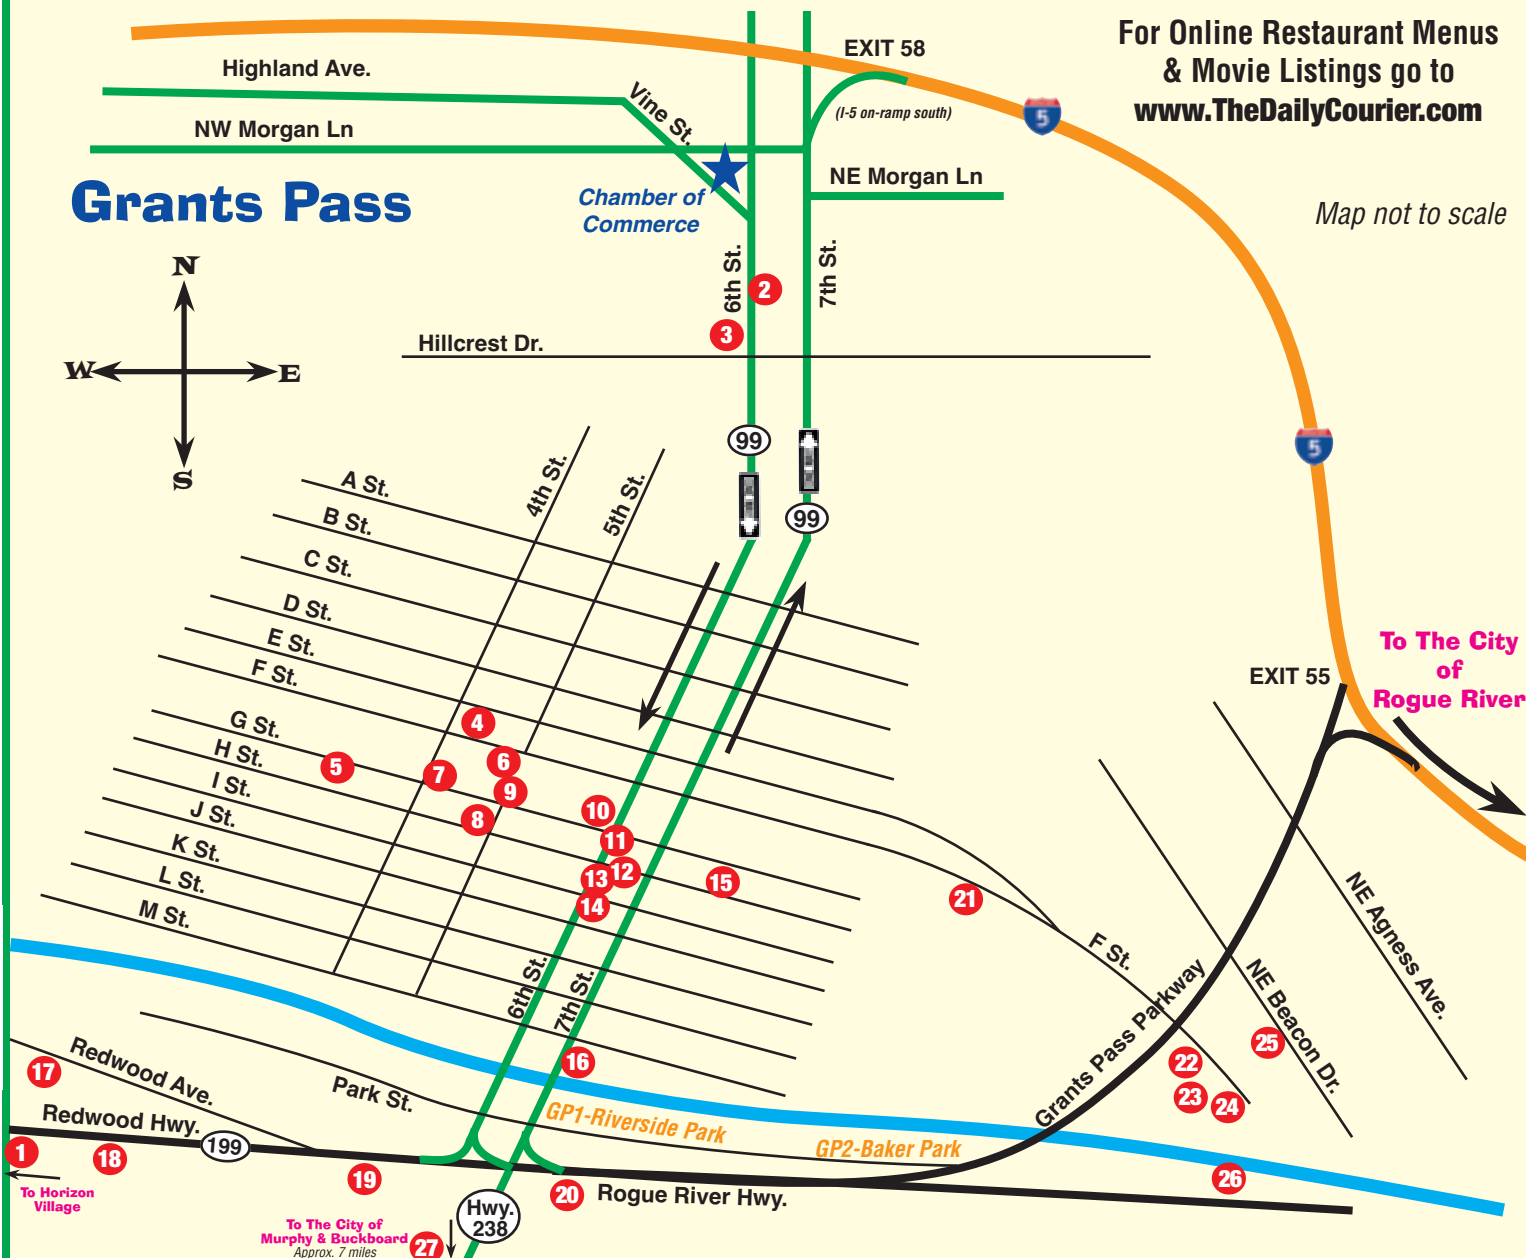 For Online Restaurant Menus
& Movie Listings go to
www.TheDailyCourier.com
EXIT 58
Highland Ave.
Vine St.
(I-5 on-ramp south)
5
NW Morgan Ln
NE Morgan Ln
Grants Pass
Chamber of
Commerce
Map not to scale
N
W
E
S
6th St.
7th St.
2
3
Hillcrest Dr.
99
99
5
4th St.
5th St.
A St.
B St.
C St.
D St.
E St.
F St.
G St.
H St.
I St.
J St.
K St.
L St.
M St.
To The City
of
Rogue River
EXIT 55
4
5
6
7
8
9
10
11
12
13
14
15
21
NE Agness Ave.
F St.
NE Beacon Dr.
Grants Pass Parkway
6th St.
7th St.
16
25
22
23
24
17
Redwood Ave.
Park St.
Redwood Hwy.
199
GP1-Riverside Park
GP2-Baker Park
1
18
19
20
26
Rogue River Hwy.
To Horizon
Village
Hwy.
238
To The City of
Murphy & Buckboard
Approx. 7 miles
27